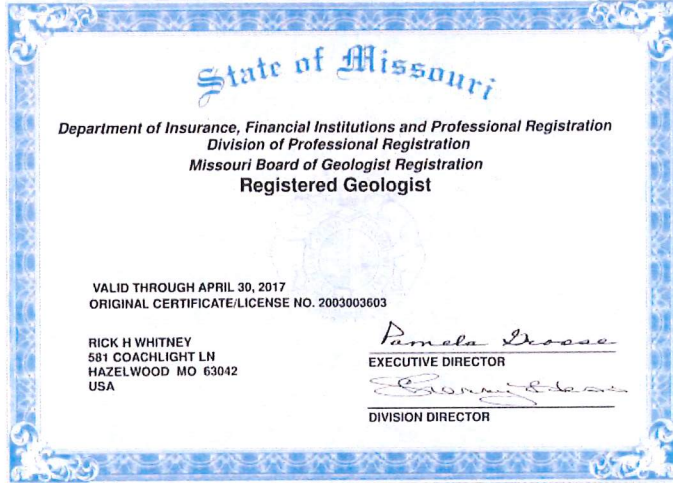 State of Missouri
Department of Insurance, Financial Institutions and Professional Registration
Division of Professional Registration
Missouri Board of Geologist Registration
Registered Geologist
VALID THROUGH APRIL 30, 2017
ORIGINAL CERTIFICATE/LICENSE NO. 2003003603
RICK H WHITNEY
581 COACHLIGHT LN
HAZELWOOD MO 63042
USA
Pamela Groose
EXECUTIVE DIRECTOR
DIVISION DIRECTOR